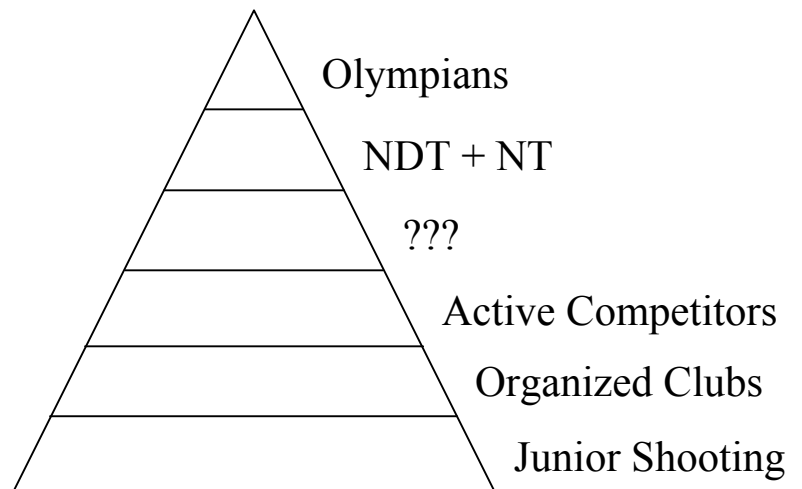 Olympians
NDT + NT
???
Active Competitors
Organized Clubs
Junior Shooting